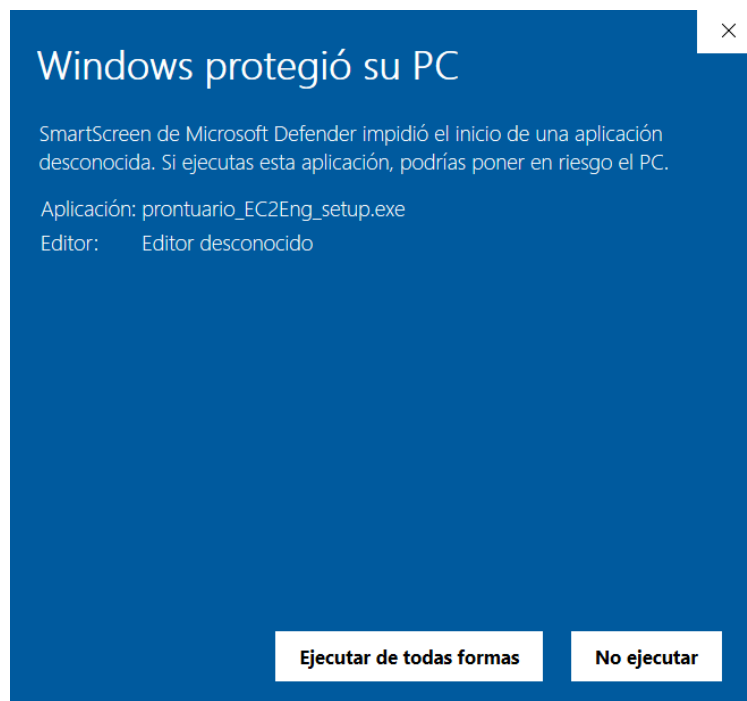 Windows protegió su PC
SmartScreen de Microsoft Defender impidió el inicio de una aplicación
desconocida. Si ejecutas esta aplicación, podrías poner en riesgo el PC.
Aplicación: prontuario_EC2Eng_setup.exe
Editor: Editor desconocido
Ejecutar de todas formas No ejecutar